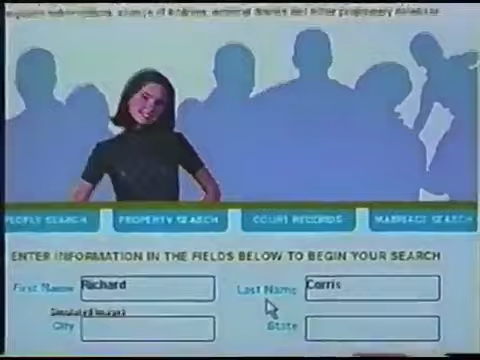 PEOPLE SEARCH PROPERTY SEARCH COURT RECORDS MARRIAGE SEARCH
ENTER INFORMATION IN THE FIELDS BELOW TO BEGIN YOUR SEARCH
First Name Richard Last Name Corris
Simulated Images
City State